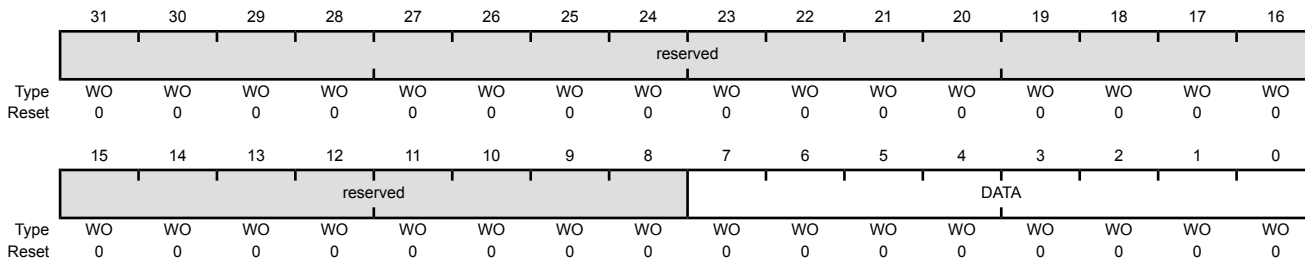 31 30 29 28 27 26 25 24 23 22 21 20 19 18 17 16
reserved
Type WO WO WO WO WO WO WO WO WO WO WO WO WO WO WO WO
Reset 0 0 0 0 0 0 0 0 0 0 0 0 0 0 0 0
15 14 13 12 11 10 9 8 7 6 5 4 3 2 1 0
reserved DATA
Type WO WO WO WO WO WO WO WO WO WO WO WO WO WO WO WO
Reset 0 0 0 0 0 0 0 0 0 0 0 0 0 0 0 0